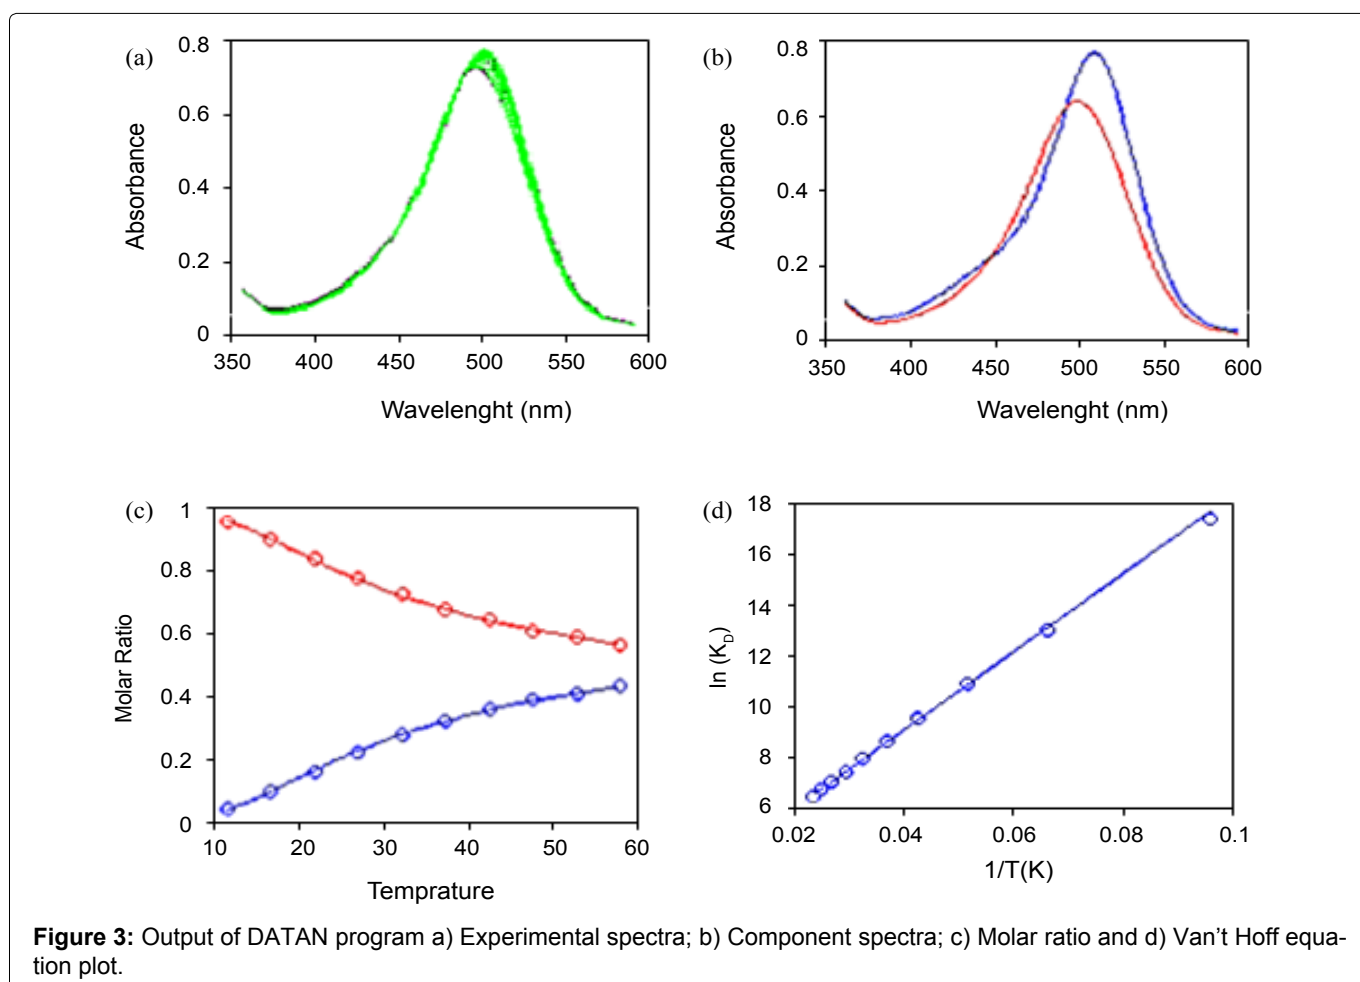 (a)
0.8
0.6
0.4
0.2
0
Absorbance
350 400 450 500 550 600
Wavelenght (nm)
(b)
0.8
0.6
0.4
0.2
0
Absorbance
350 400 450 500 550 600
Wavelenght (nm)
(c)
1
0.8
0.6
0.4
0.2
0
Molar Ratio
10 20 30 40 50 60
Temprature
(d)
18
16
14
12
10
8
6
ln (K_D)
0.02 0.04 0.06 0.08 0.1
1/T(K)
Figure 3: Output of DATAN program a) Experimental spectra; b) Component spectra; c) Molar ratio and d) Van’t Hoff equa-
tion plot.